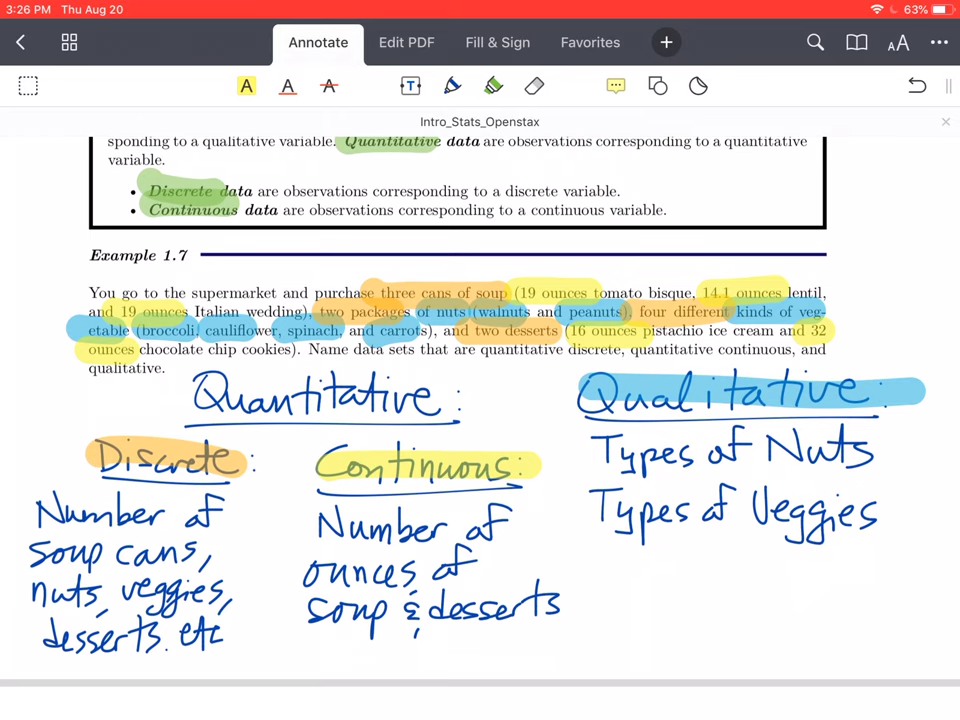 3:26 PM Thu Aug 20
63%
Annotate Edit PDF Fill & Sign Favorites
AA
A A A T
Intro_Stats_Openstax
sponding to a qualitative variable. Quantitative data are observations corresponding to a quantitative
variable.
• Discrete data are observations corresponding to a discrete variable.
• Continuous data are observations corresponding to a continuous variable.
Example 1.7
You go to the supermarket and purchase three cans of soup (19 ounces tomato bisque, 14.1 ounces lentil,
and 19 ounces Italian wedding), two packages of nuts (walnuts and peanuts), four different kinds of veg-
etable (broccoli, cauliflower, spinach, and carrots), and two desserts (16 ounces pistachio ice cream and 32
ounces chocolate chip cookies). Name data sets that are quantitative discrete, quantitative continuous, and
qualitative.
Quantitative:
Discrete:
Number of
soup cans,
nuts, veggies,
desserts. etc
Continuous:
Number of
ounces of
soup & desserts
Qualitative:
Types of Nuts
Types of Veggies